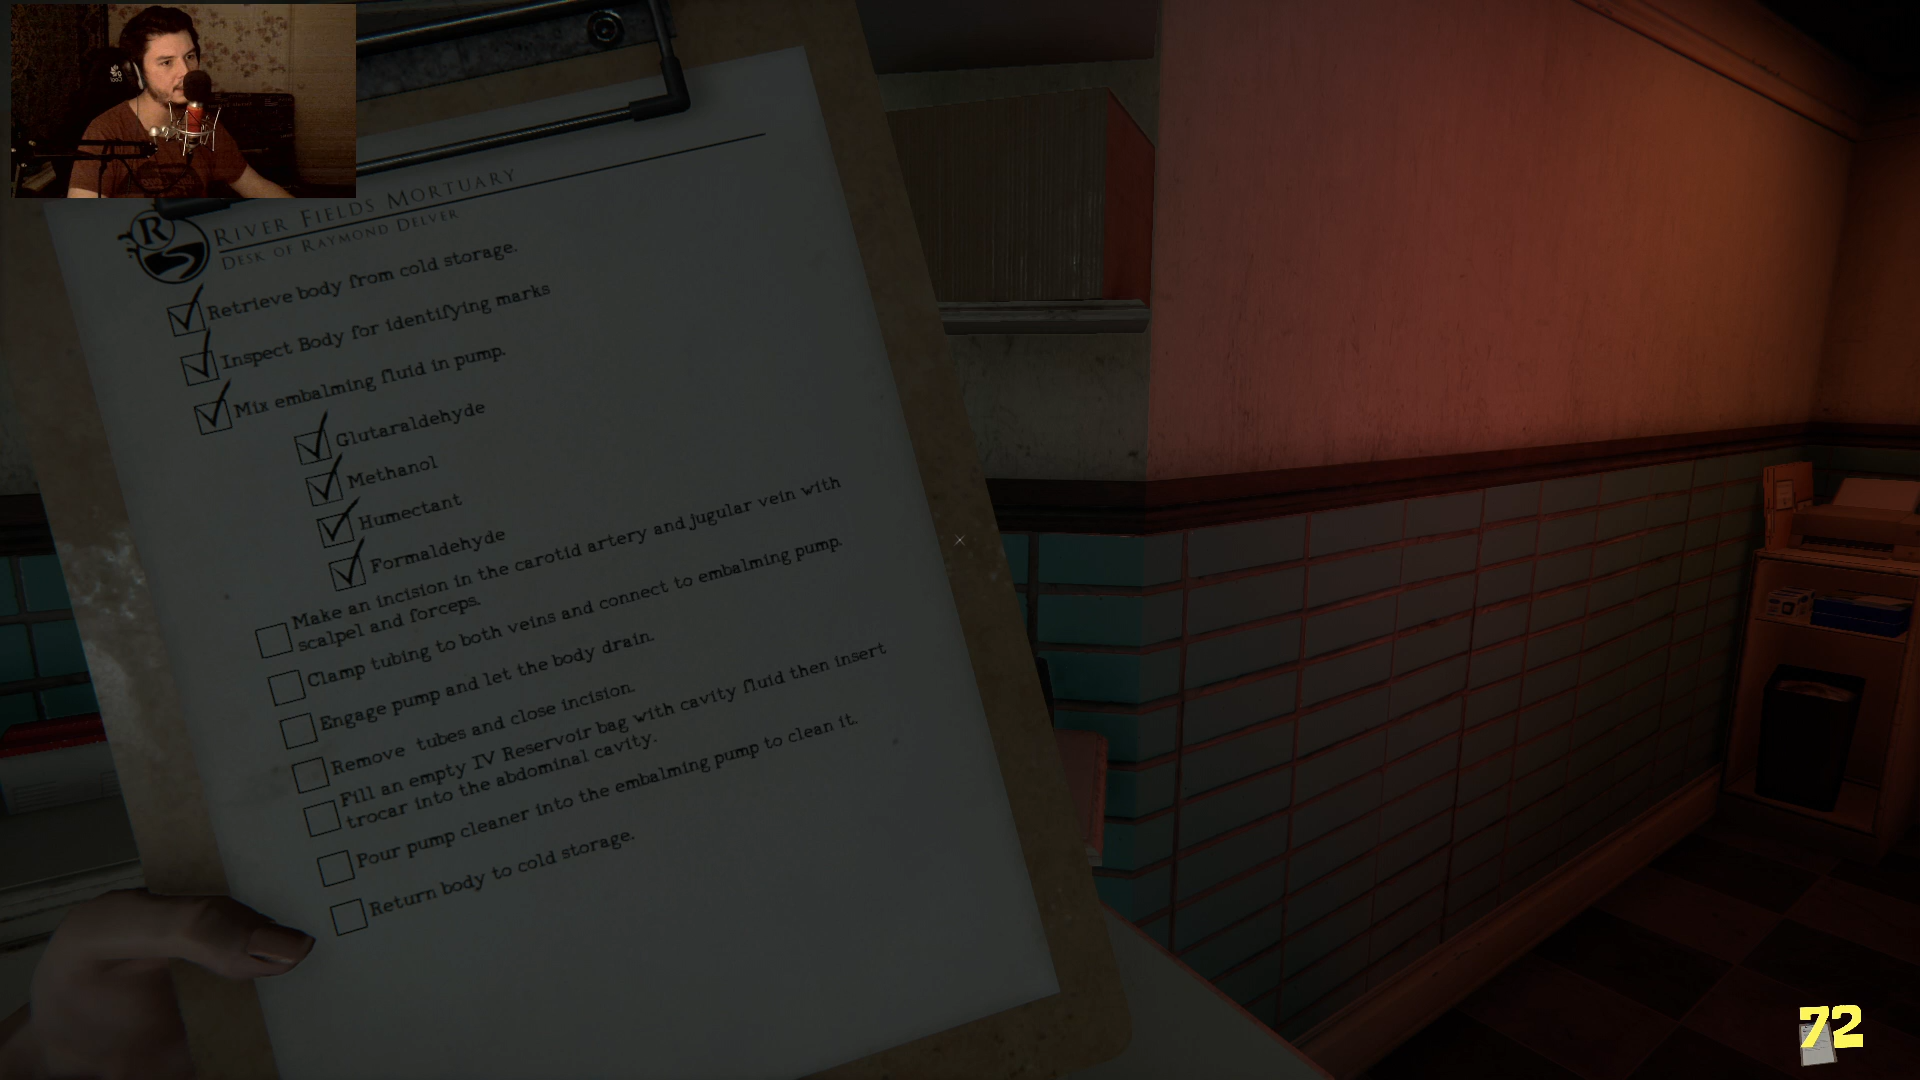 R
RIVER FIELDS MORTUARY
DESK OF RAYMOND DELVER
Retrieve body from cold storage.
Inspect Body for identifying marks
Mix embalming fluid in pump.
Glutaraldehyde
Methanol
Humectant
Formaldehyde
Make an incision in the carotid artery and jugular vein with
scalpel and forceps.
Clamp tubing to both veins and connect to embalming pump.
Engage pump and let the body drain.
Remove tubes and close incision.
Fill an empty IV Reservoir bag with cavity fluid then insert
trocar into the abdominal cavity.
Pour pump cleaner into the embalming pump to clean it.
Return body to cold storage.
72